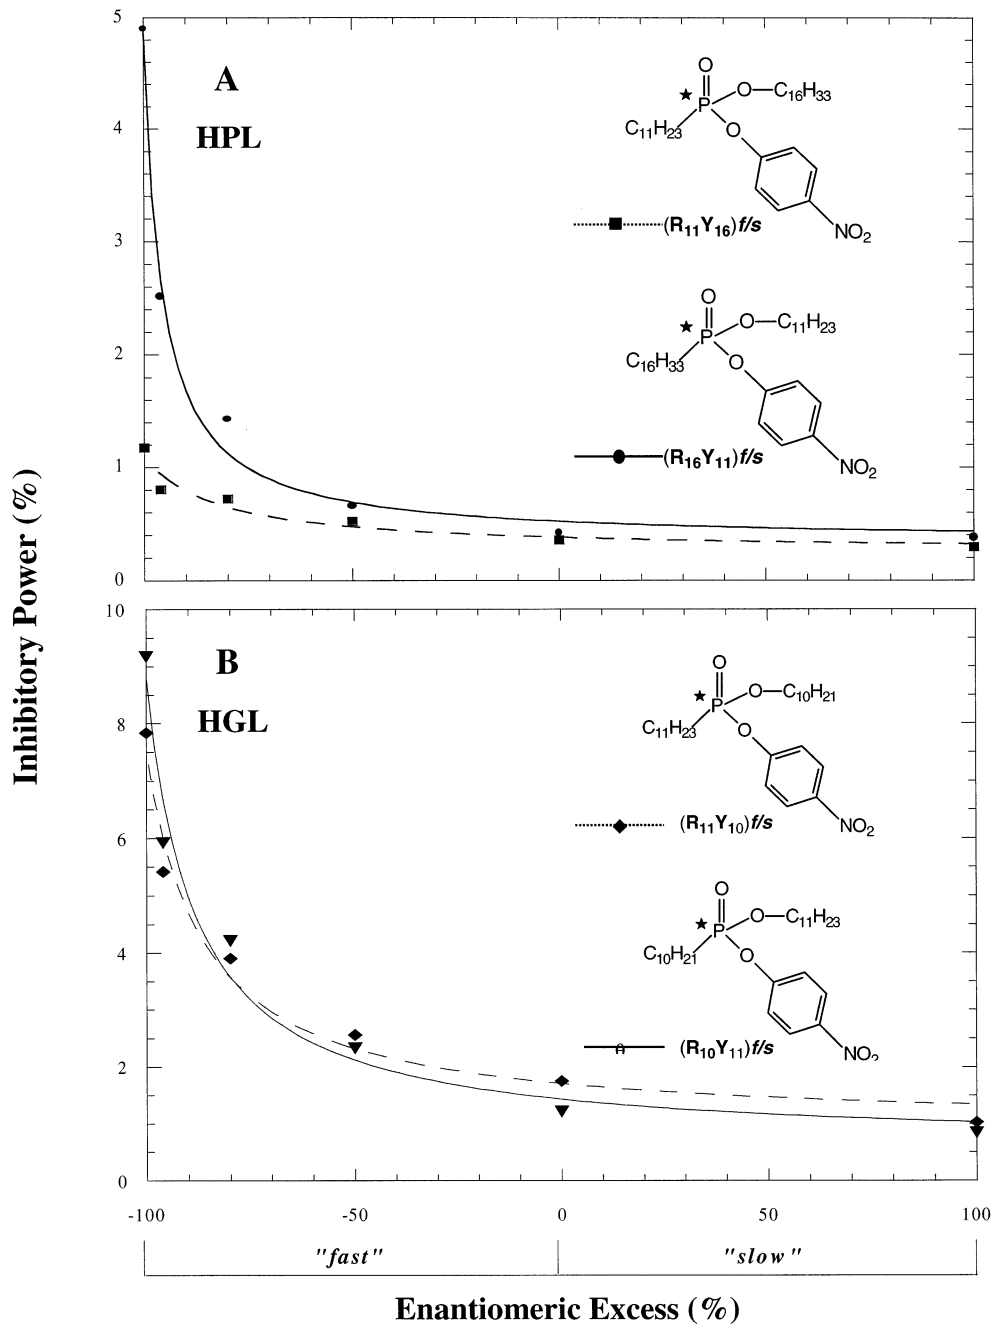 Inhibitory Power (%)
5
4
3
2
1
0
A
HPL
O
★
P
O—C16H33
C11H23
O
NO2
(R11Y16)f/s
O
★
P
O—C11H23
C16H33
O
NO2
(R16Y11)f/s
10
8
6
4
2
0
B
HGL
O
★
P
O—C10H21
C11H23
O
NO2
(R11Y10)f/s
O
★
P
O—C11H23
C10H21
O
NO2
(R10Y11)f/s
-100 -50 0 50 100
"fast" "slow"
Enantiomeric Excess (%)